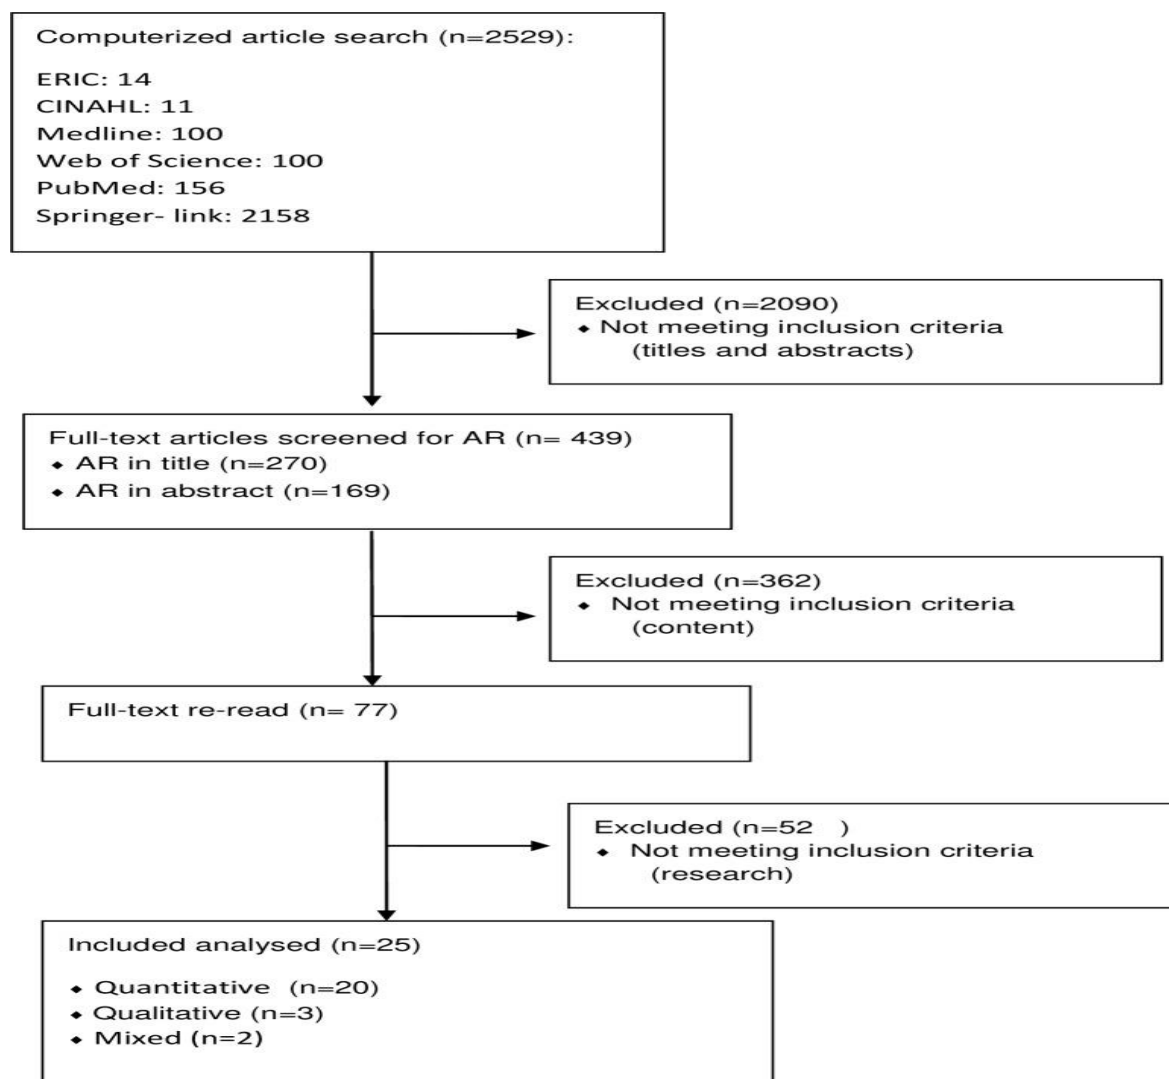 Computerized article search (n=2529):
ERIC: 14
CINAHL: 11
Medline: 100
Web of Science: 100
PubMed: 156
Springer- link: 2158
Excluded (n=2090)
⬥ Not meeting inclusion criteria
(titles and abstracts)
Full-text articles screened for AR (n= 439)
⬥ AR in title (n=270)
⬥ AR in abstract (n=169)
Excluded (n=362)
⬥ Not meeting inclusion criteria
(content)
Full-text re-read (n= 77)
Excluded (n=52 )
⬥ Not meeting inclusion criteria
(research)
Included analysed (n=25)
⬥ Quantitative (n=20)
⬥ Qualitative (n=3)
⬥ Mixed (n=2)